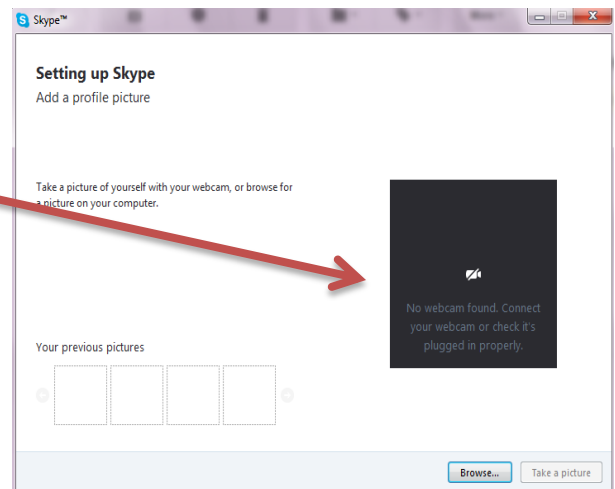 Skype™
Setting up Skype
Add a profile picture
Take a picture of yourself with your webcam, or browse for
a picture on your computer.
No webcam found. Connect
your webcam or check it's
plugged in properly.
Your previous pictures
Browse...
Take a picture